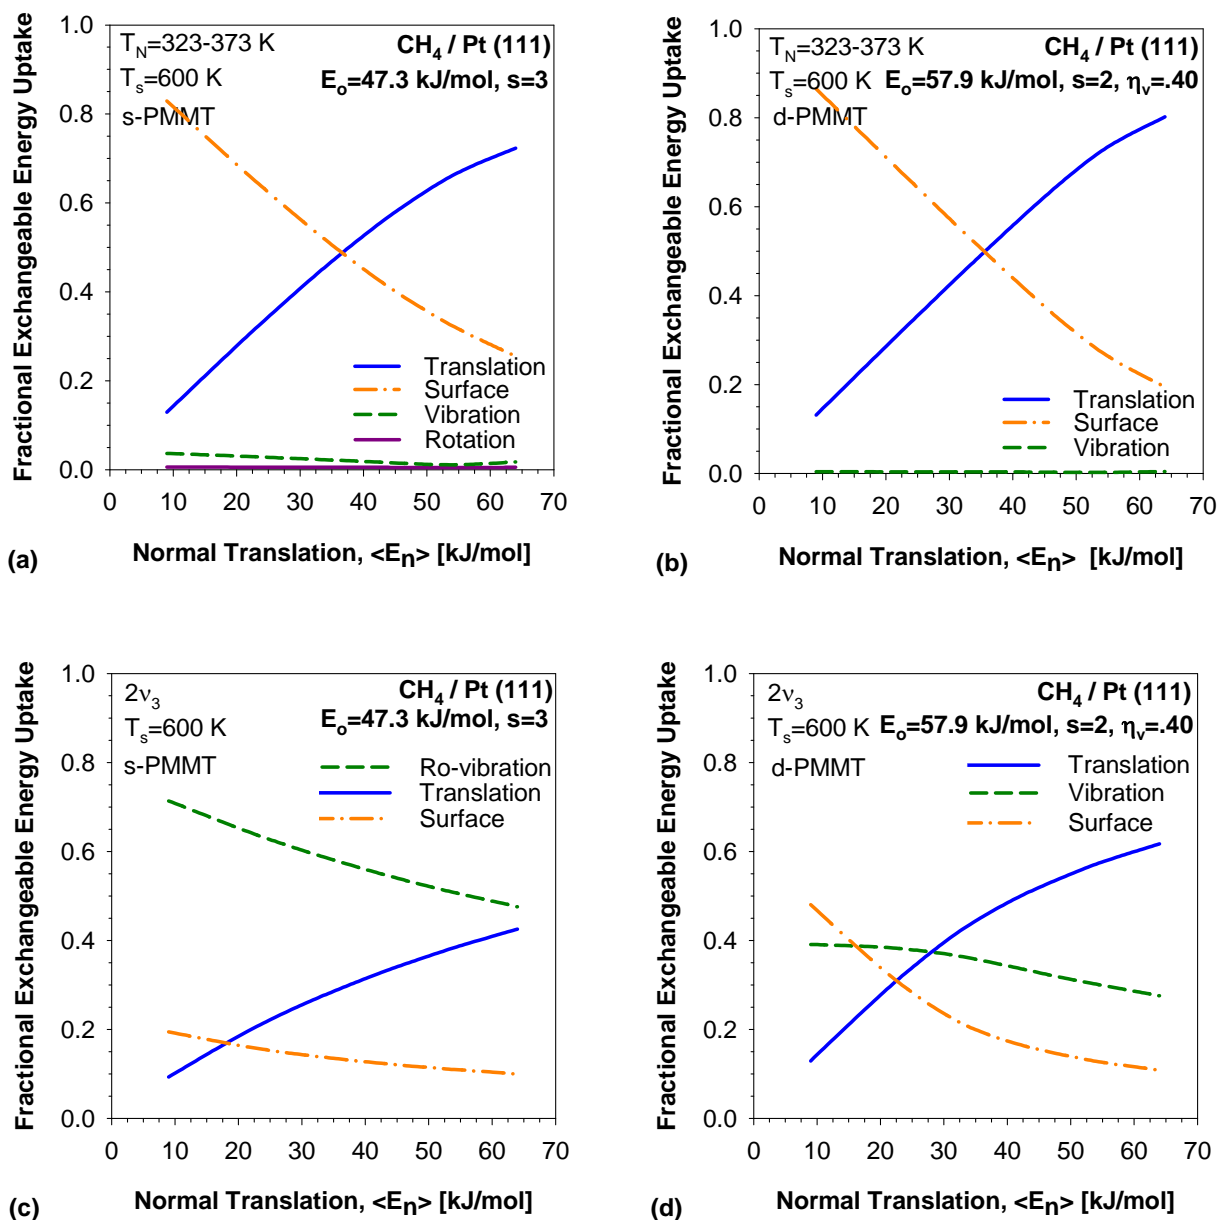 Fractional Exchangeable Energy Uptake
1.0
0.8
0.6
0.4
0.2
0.0
T_N=323-373 K
T_s=600 K
s-PMMT
CH_4 / Pt (111)
E_o=47.3 kJ/mol, s=3
Translation
Surface
Vibration
Rotation
0 10 20 30 40 50 60 70
Normal Translation, <E_n> [kJ/mol]
(a)
Fractional Exchangeable Energy Uptake
1.0
0.8
0.6
0.4
0.2
0.0
T_N=323-373 K
T_s=600 K
d-PMMT
CH_4 / Pt (111)
E_o=57.9 kJ/mol, s=2, η_v=.40
Translation
Surface
Vibration
0 10 20 30 40 50 60 70
Normal Translation, <E_n> [kJ/mol]
(b)
Fractional Exchangeable Energy Uptake
1.0
0.8
0.6
0.4
0.2
0.0
2ν_3
T_s=600 K
s-PMMT
CH_4 / Pt (111)
E_o=47.3 kJ/mol, s=3
Ro-vibration
Translation
Surface
0 10 20 30 40 50 60 70
Normal Translation, <E_n> [kJ/mol]
(c)
Fractional Exchangeable Energy Uptake
1.0
0.8
0.6
0.4
0.2
0.0
2ν_3
T_s=600 K
d-PMMT
CH_4 / Pt (111)
E_o=57.9 kJ/mol, s=2, η_v=.40
Translation
Vibration
Surface
0 10 20 30 40 50 60 70
Normal Translation, <E_n> [kJ/mol]
(d)